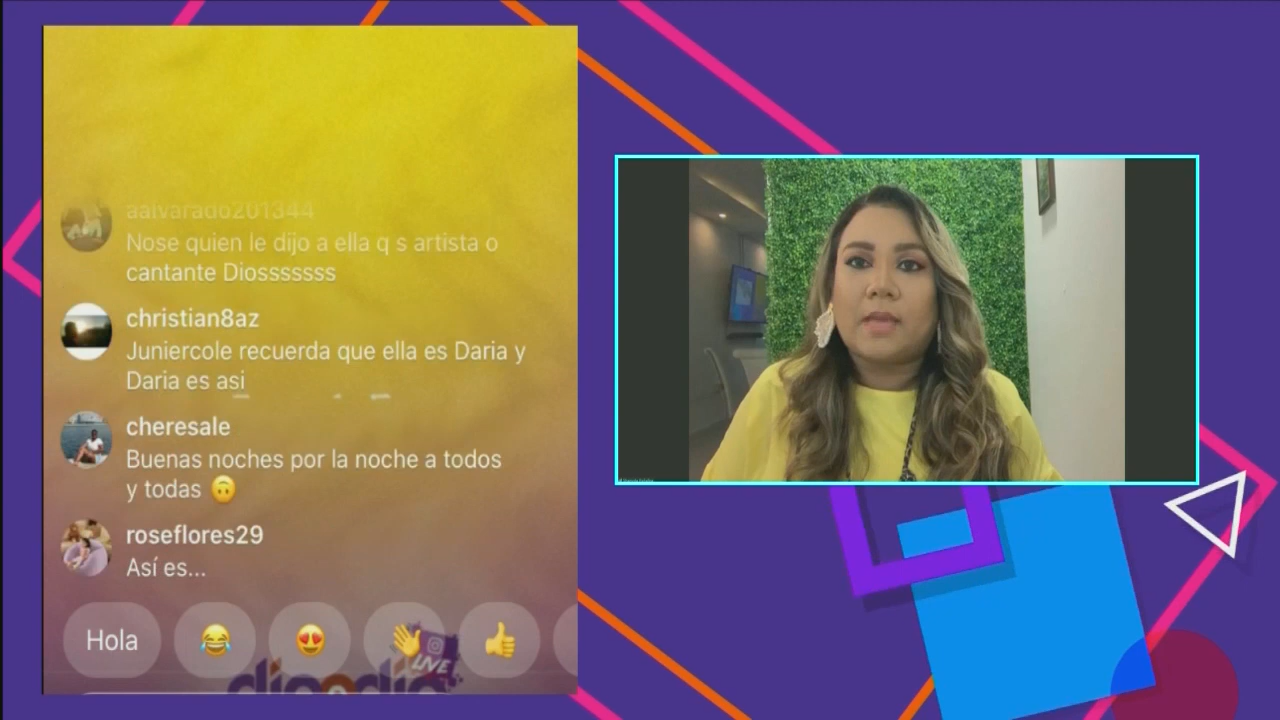 aalvarado201344
Nose quien le dijo a ella q s artista o
cantante Diosssssss
christian8az
Juniercole recuerda que ella es Daria y
Daria es asi
cheresale
Buenas noches por la noche a todos
y todas 🙃
roseflores29
Así es...
Hola 😂 😍 👋 👍
LIVE